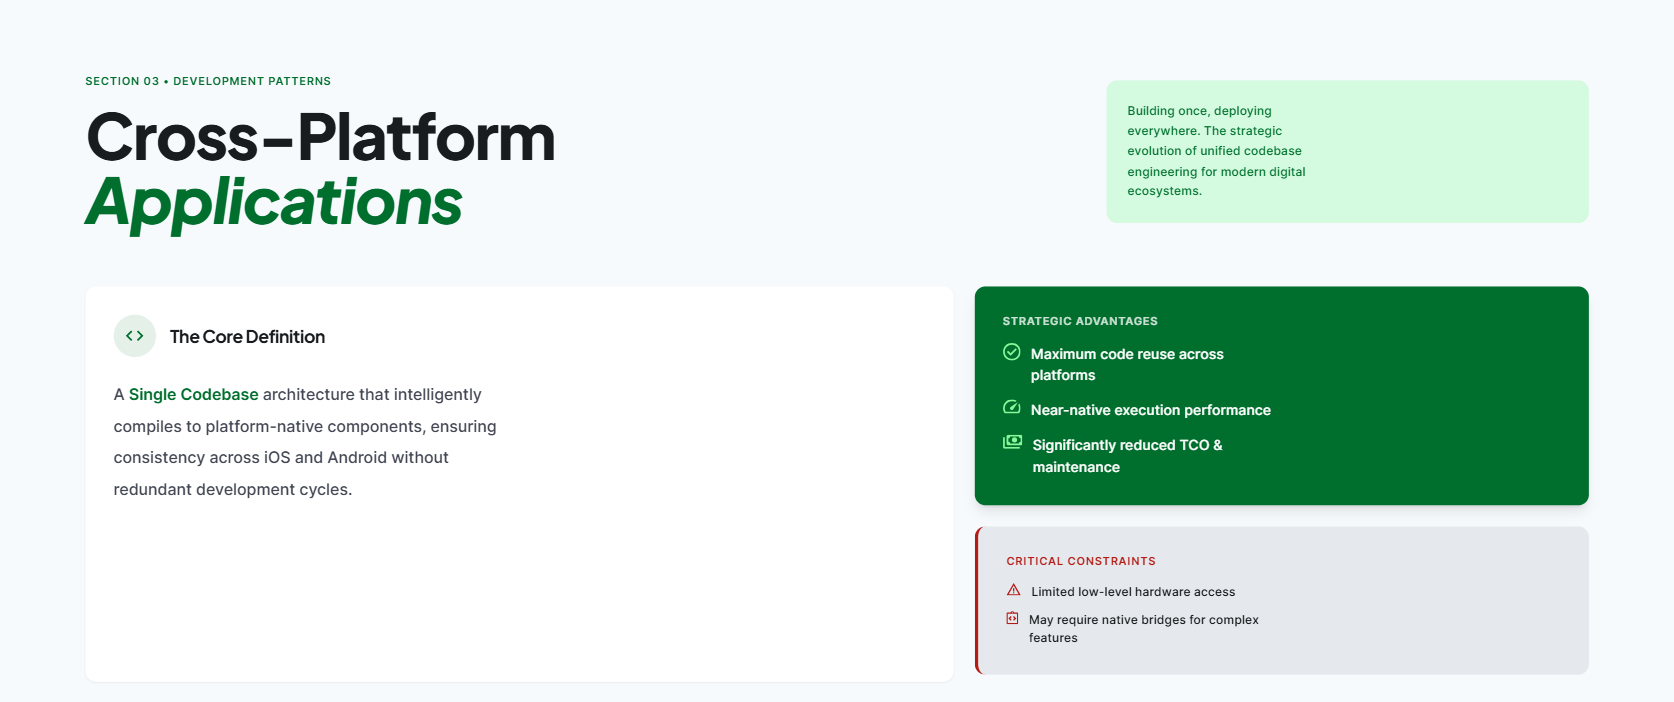 SECTION 03 • DEVELOPMENT PATTERNS
Cross-Platform
Applications
Building once, deploying
everywhere. The strategic
evolution of unified codebase
engineering for modern digital
ecosystems.
The Core Definition
A Single Codebase architecture that intelligently
compiles to platform-native components, ensuring
consistency across iOS and Android without
redundant development cycles.
STRATEGIC ADVANTAGES
Maximum code reuse across
platforms
Near-native execution performance
Significantly reduced TCO &
maintenance
CRITICAL CONSTRAINTS
Limited low-level hardware access
May require native bridges for complex
features